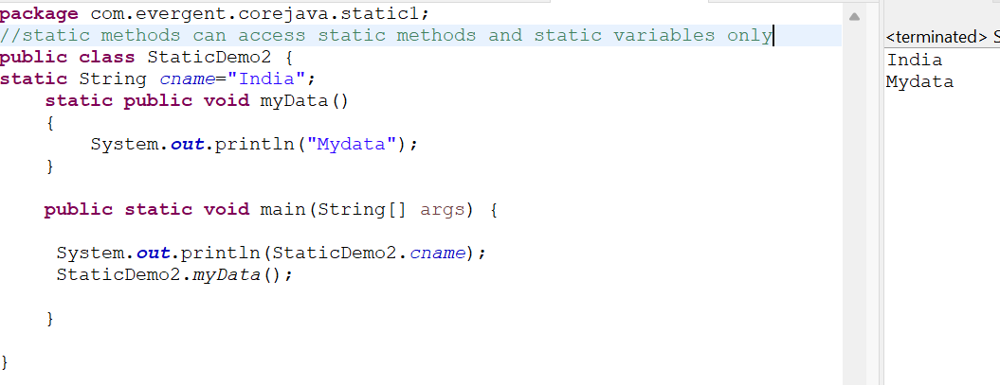 package com.evergent.corejava.static1;
//static methods can access static methods and static variables only
public class StaticDemo2 {
static String cname="India";
static public void myData()
{
System.out.println("Mydata");
}
public static void main(String[] args) {
System.out.println(StaticDemo2.cname);
StaticDemo2.myData();
}
}
<terminated> S
India
Mydata